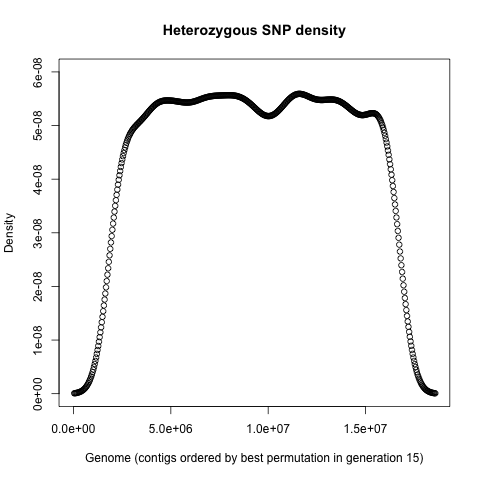 Heterozygous SNP density
6e-08
5e-08
4e-08
3e-08
2e-08
1e-08
0e+00
Density
0.0e+00 5.0e+06 1.0e+07 1.5e+07
Genome (contigs ordered by best permutation in generation 15)